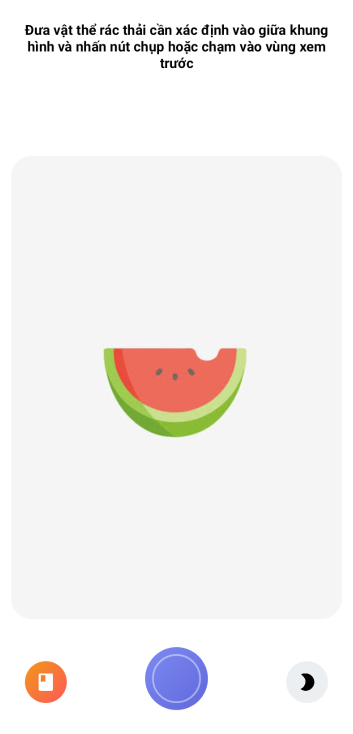 Đưa vật thể rác thải cần xác định vào giữa khung
hình và nhấn nút chụp hoặc chạm vào vùng xem
trước